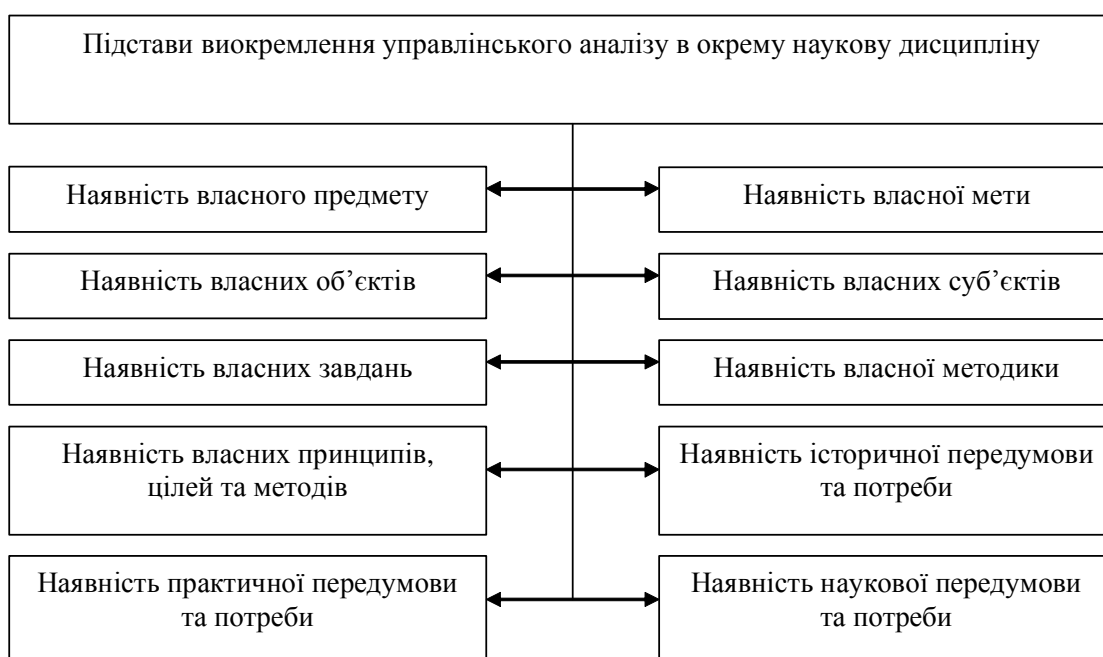 Підстави виокремлення управлінського аналізу в окрему наукову дисципліну
Наявність власного предмету
Наявність власної мети
Наявність власних об’єктів
Наявність власних суб’єктів
Наявність власних завдань
Наявність власної методики
Наявність власних принципів,
цілей та методів
Наявність історичної передумови
та потреби
Наявність практичної передумови
та потреби
Наявність наукової передумови
та потреби